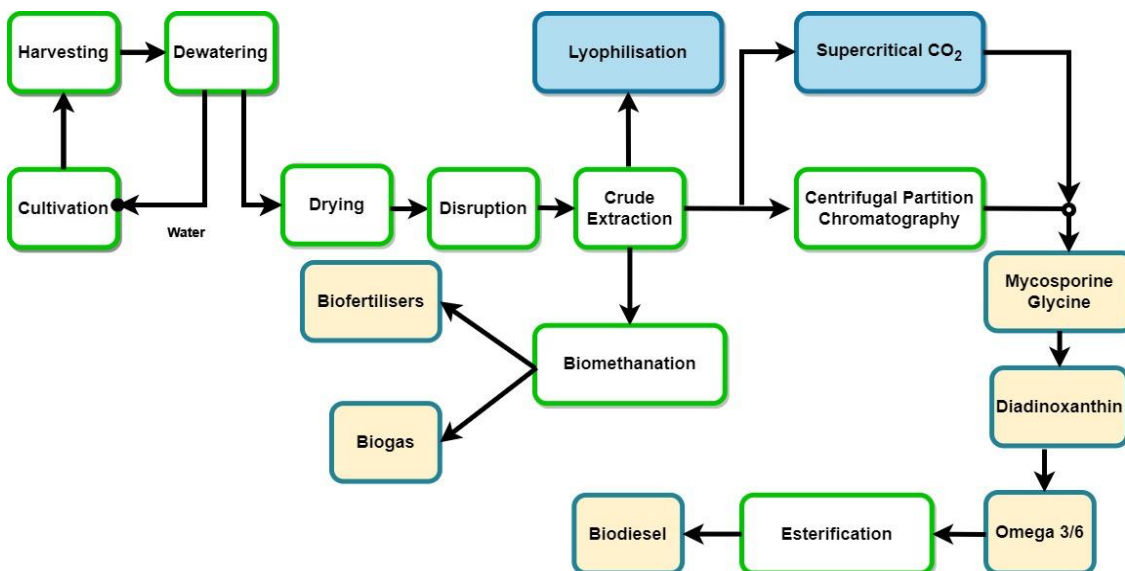 Harvesting
Dewatering
Lyophilisation
Supercritical CO₂
Cultivation
Water
Drying
Disruption
Crude
Extraction
Centrifugal Partition
Chromatography
Mycosporine
Glycine
Biofertilisers
Biomethanation
Biogas
Diadinoxanthin
Biodiesel
Esterification
Omega 3/6